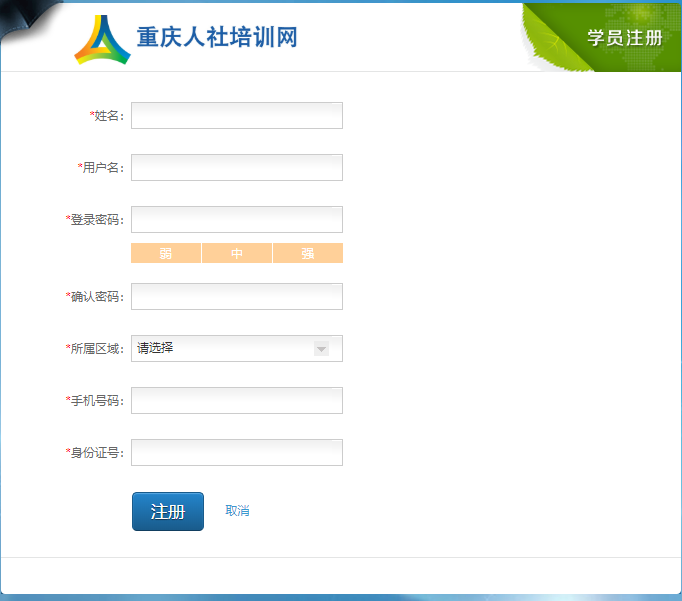 重庆人社培训网
学员注册
*姓名：
*用户名：
*登录密码：
弱 中 强
*确认密码：
*所属区域： 请选择
*手机号码：
*身份证号：
注册 取消